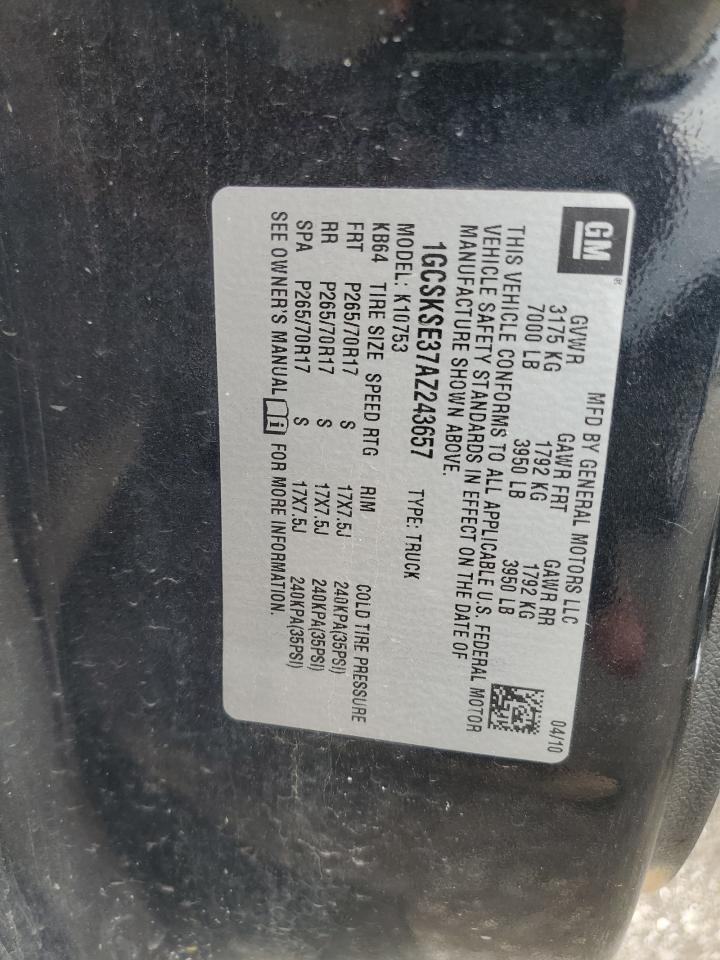 GM®
MFD BY GENERAL MOTORS LLC 04/10
GVWR GAWR FRT GAWR RR
3175 KG 1792 KG 1792 KG
7000 LB 3950 LB 3950 LB
THIS VEHICLE CONFORMS TO ALL APPLICABLE U.S. FEDERAL MOTOR
VEHICLE SAFETY STANDARDS IN EFFECT ON THE DATE OF
MANUFACTURE SHOWN ABOVE.
1GCSKSE37AZ243657 TYPE: TRUCK
MODEL: K10753
KB64 TIRE SIZE SPEED RTG RIM COLD TIRE PRESSURE
FRT P265/70R17 S 17X7.5J 240KPA(35PSI)
RR P265/70R17 S 17X7.5J 240KPA(35PSI)
SPA P265/70R17 S 17X7.5J 240KPA(35PSI)
SEE OWNER'S MANUAL i FOR MORE INFORMATION.